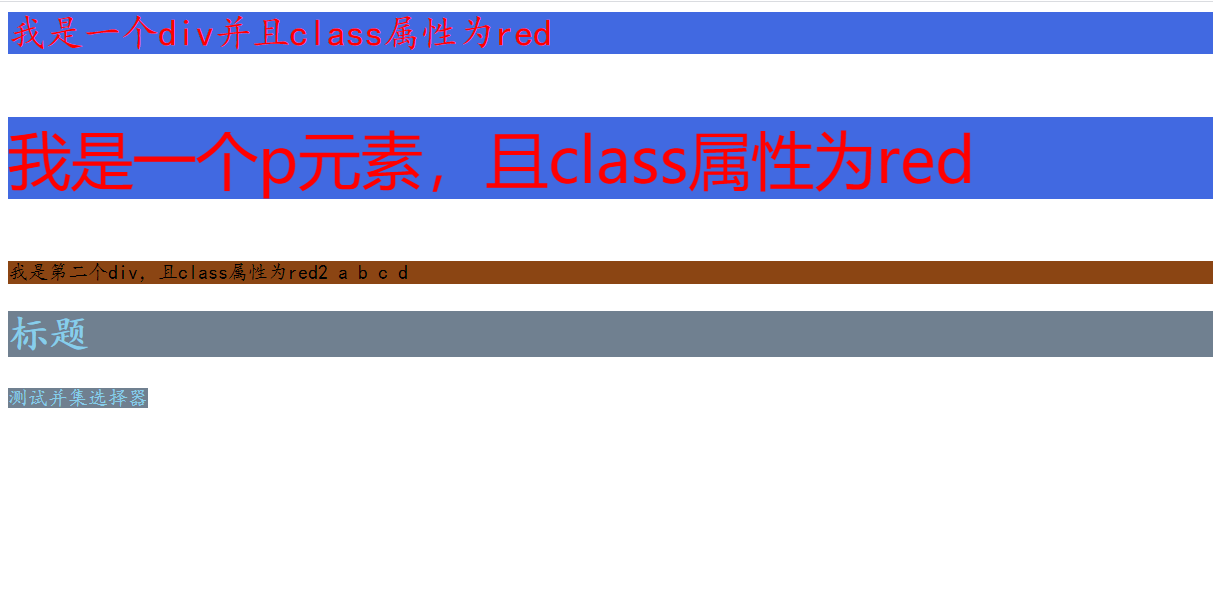 我是一个div并且class属性为red
我是一个p元素，且class属性为red
我是第二个div，且class属性为red2 a b c d
标题
测试并集选择器